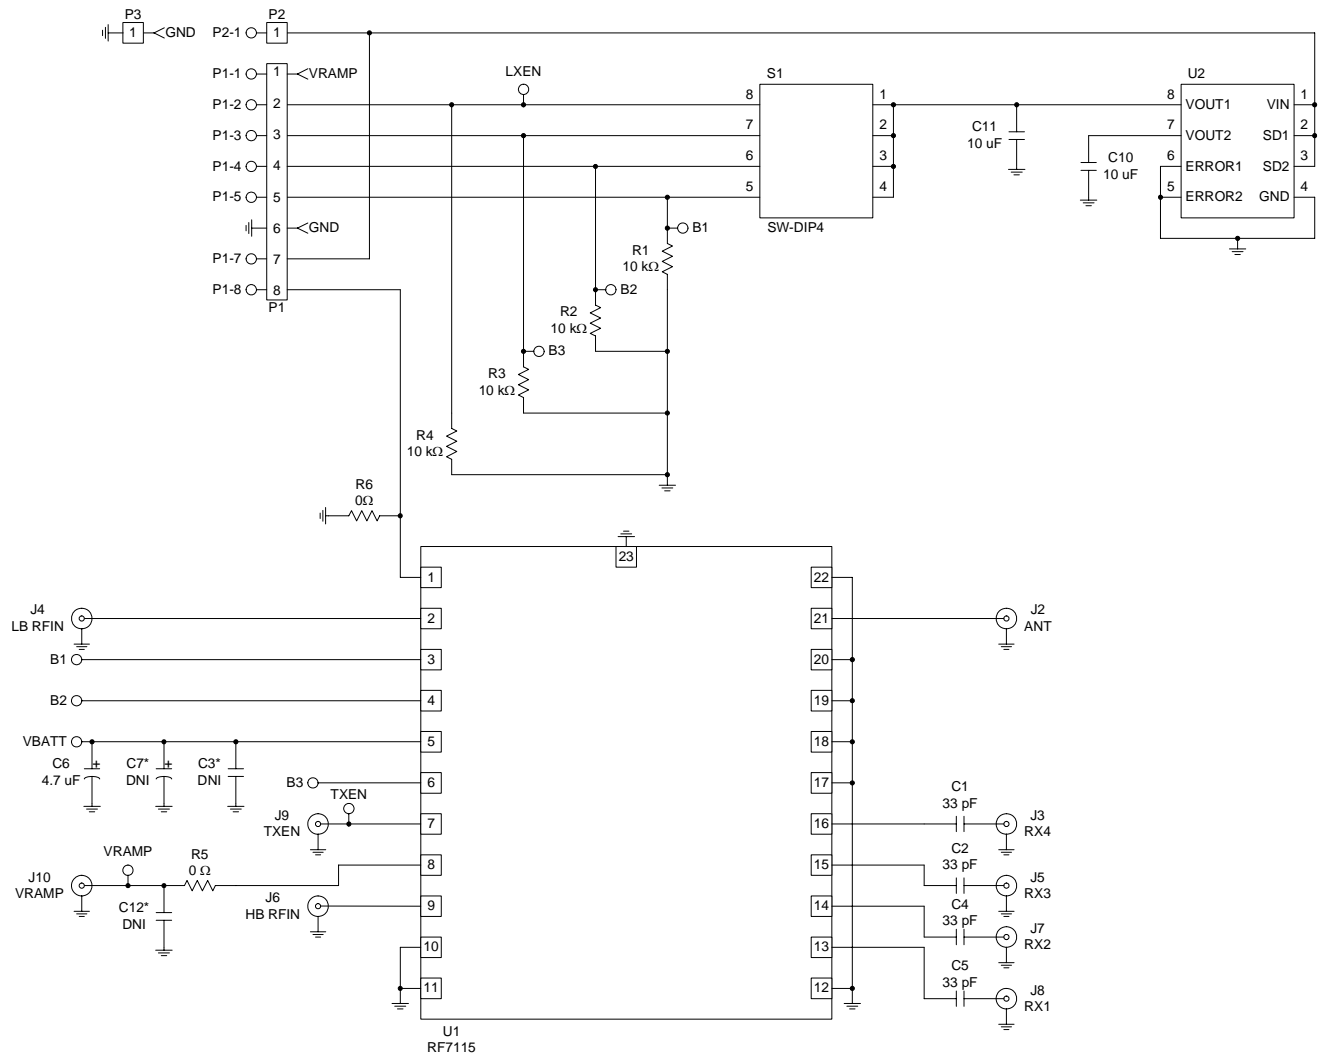 P3
1
GND
P2-1
P2
1
P1-1
1
VRAMP
P1-2
2
P1-3
3
P1-4
4
P1-5
5
6
GND
P1-7
7
P1-8
8
P1
LXEN
S1
8
7
6
5
1
2
3
4
SW-DIP4
C11
10 uF
C10
10 uF
U2
8
VOUT1
VIN
1
7
VOUT2
SD1
2
6
ERROR1
SD2
3
5
ERROR2
GND
4
B1
R1
10 kΩ
B2
R2
10 kΩ
B3
R3
10 kΩ
R4
10 kΩ
R6
0Ω
23
1
2
3
4
5
6
7
8
9
10
11
22
21
20
19
18
17
16
15
14
13
12
J4
LB RFIN
B1
B2
VBATT
C6
4.7 uF
+
C7*
DNI
+
C3*
DNI
B3
TXEN
J9
TXEN
VRAMP
R5
0 Ω
J10
VRAMP
C12*
DNI
J6
HB RFIN
J2
ANT
C1
33 pF
J3
RX4
C2
33 pF
J5
RX3
C4
33 pF
J7
RX2
C5
33 pF
J8
RX1
U1
RF7115